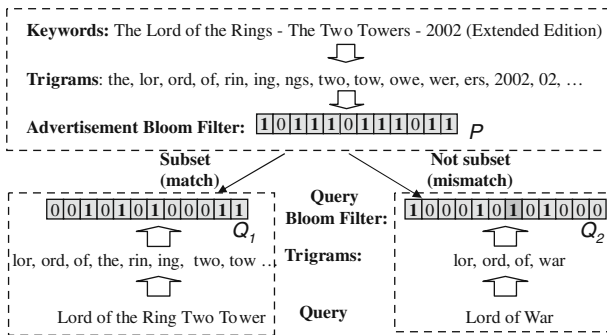 Keywords: The Lord of the Rings - The Two Towers - 2002 (Extended Edition)
Trigrams: the, lor, ord, of, rin, ing, ngs, two, tow, owe, wer, ers, 2002, 02, …
Advertisement Bloom Filter: 1 0 1 1 1 0 1 1 1 0 1 1 P
Subset
(match)
Not subset
(mismatch)
0 0 1 0 1 0 1 0 0 0 1 1
Q1
Query
Bloom Filter:
1 0 0 0 1 0 1 0 1 0 0 0
Q2
lor, ord, of, the, rin, ing, two, tow …
Trigrams:
lor, ord, of, war
Lord of the Ring Two Tower
Query
Lord of War